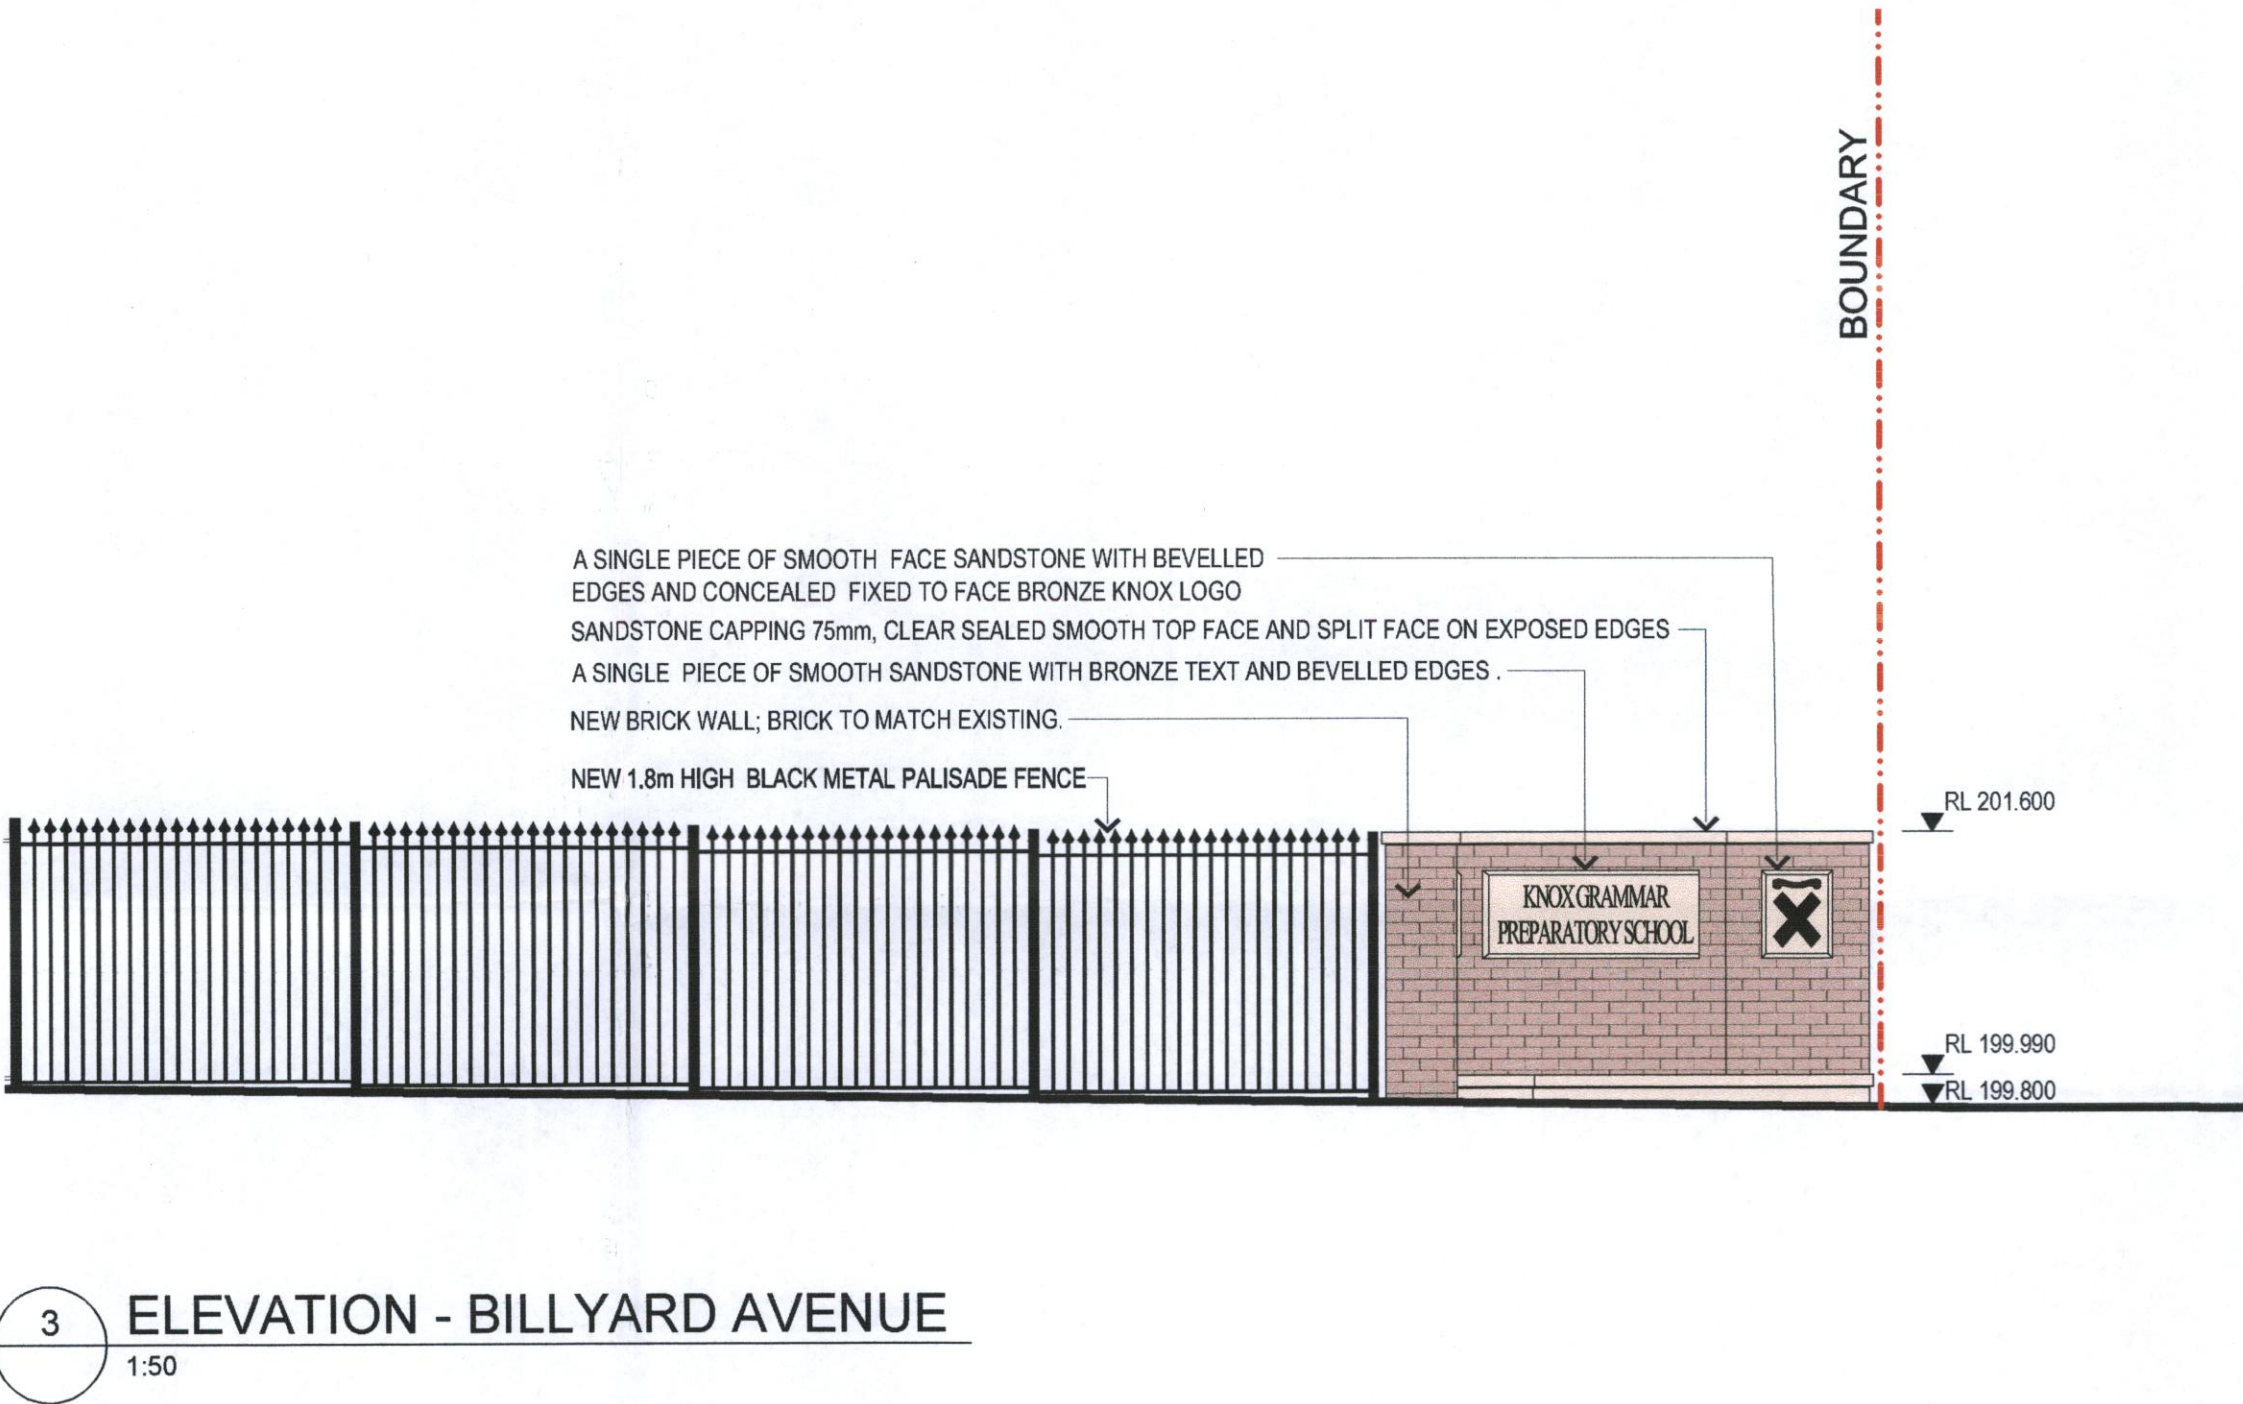 BOUNDARY
A SINGLE PIECE OF SMOOTH FACE SANDSTONE WITH BEVELLED
EDGES AND CONCEALED FIXED TO FACE BRONZE KNOX LOGO
SANDSTONE CAPPING 75mm, CLEAR SEALED SMOOTH TOP FACE AND SPLIT FACE ON EXPOSED EDGES
A SINGLE PIECE OF SMOOTH SANDSTONE WITH BRONZE TEXT AND BEVELLED EDGES .
NEW BRICK WALL; BRICK TO MATCH EXISTING.
NEW 1.8m HIGH BLACK METAL PALISADE FENCE
RL 201.600
KNOX GRAMMAR
PREPARATORY SCHOOL
RL 199.990
RL 199.800
3
ELEVATION - BILLYARD AVENUE
1:50